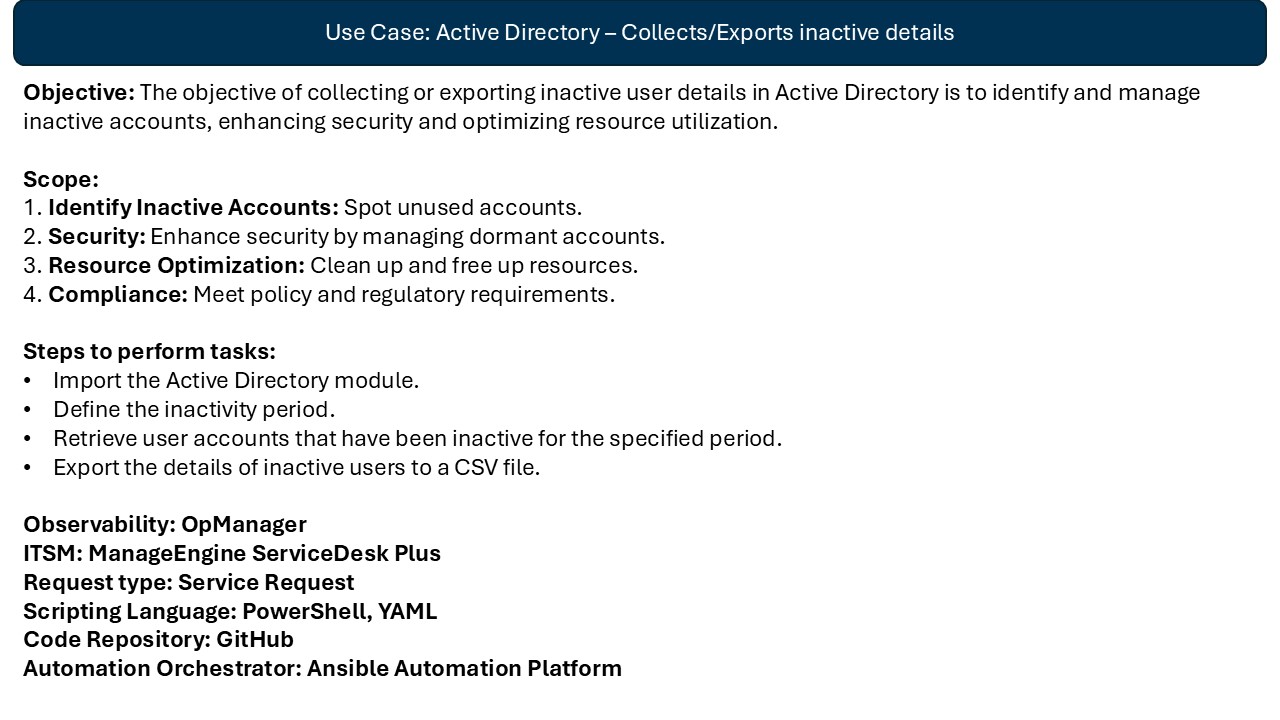 Use Case: Active Directory – Collects/Exports inactive details
Objective: The objective of collecting or exporting inactive user details in Active Directory is to identify and manage
inactive accounts, enhancing security and optimizing resource utilization.
Scope:
1. Identify Inactive Accounts: Spot unused accounts.
2. Security: Enhance security by managing dormant accounts.
3. Resource Optimization: Clean up and free up resources.
4. Compliance: Meet policy and regulatory requirements.
Steps to perform tasks:
• Import the Active Directory module.
• Define the inactivity period.
• Retrieve user accounts that have been inactive for the specified period.
• Export the details of inactive users to a CSV file.
Observability: OpManager
ITSM: ManageEngine ServiceDesk Plus
Request type: Service Request
Scripting Language: PowerShell, YAML
Code Repository: GitHub
Automation Orchestrator: Ansible Automation Platform